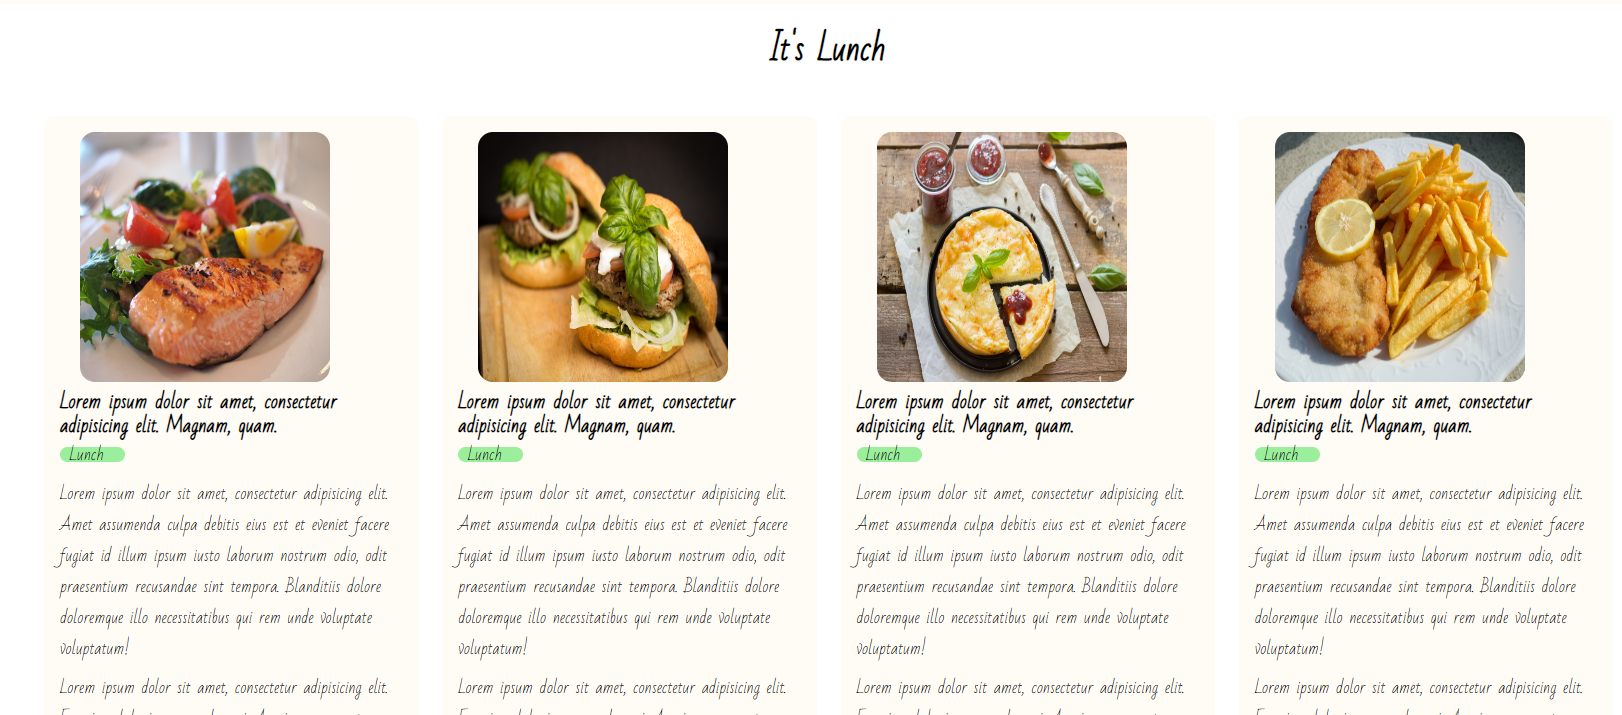 It's Lunch
Lorem ipsum dolor sit amet, consectetur
adipisicing elit. Magnam, quam.
Lunch
Lorem ipsum dolor sit amet, consectetur adipisicing elit.
Amet assumenda culpa debitis eius est et eveniet facere
fugiat id illum ipsum iusto laborum nostrum odio, odit
praesentium recusandae sint tempora. Blanditiis dolore
doloremque illo necessitatibus qui rem unde voluptate
voluptatum!
Lorem ipsum dolor sit amet, consectetur adipisicing elit.
Lorem ipsum dolor sit amet, consectetur
adipisicing elit. Magnam, quam.
Lunch
Lorem ipsum dolor sit amet, consectetur adipisicing elit.
Amet assumenda culpa debitis eius est et eveniet facere
fugiat id illum ipsum iusto laborum nostrum odio, odit
praesentium recusandae sint tempora. Blanditiis dolore
doloremque illo necessitatibus qui rem unde voluptate
voluptatum!
Lorem ipsum dolor sit amet, consectetur adipisicing elit.
Lorem ipsum dolor sit amet, consectetur
adipisicing elit. Magnam, quam.
Lunch
Lorem ipsum dolor sit amet, consectetur adipisicing elit.
Amet assumenda culpa debitis eius est et eveniet facere
fugiat id illum ipsum iusto laborum nostrum odio, odit
praesentium recusandae sint tempora. Blanditiis dolore
doloremque illo necessitatibus qui rem unde voluptate
voluptatum!
Lorem ipsum dolor sit amet, consectetur adipisicing elit.
Lorem ipsum dolor sit amet, consectetur
adipisicing elit. Magnam, quam.
Lunch
Lorem ipsum dolor sit amet, consectetur adipisicing elit.
Amet assumenda culpa debitis eius est et eveniet facere
fugiat id illum ipsum iusto laborum nostrum odio, odit
praesentium recusandae sint tempora. Blanditiis dolore
doloremque illo necessitatibus qui rem unde voluptate
voluptatum!
Lorem ipsum dolor sit amet, consectetur adipisicing elit.